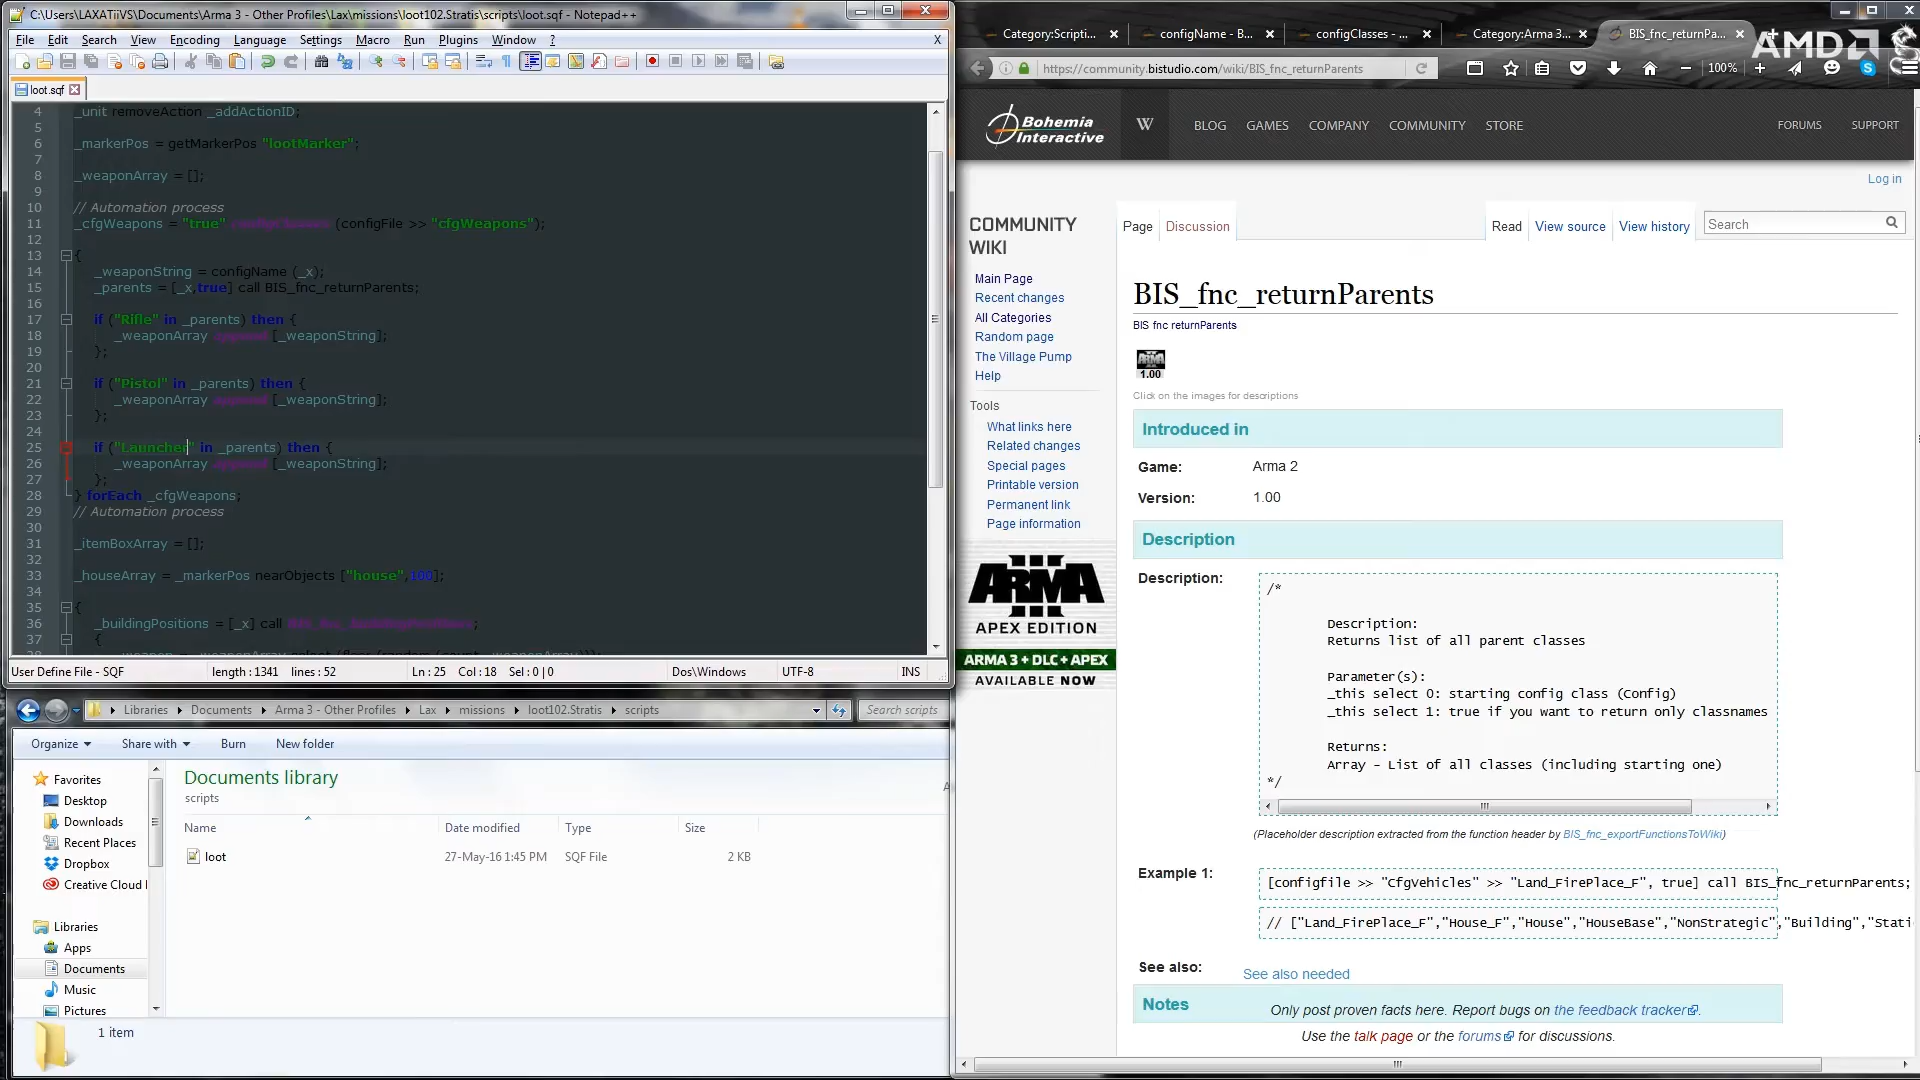 C:\Users\LAXATiiVS\Documents\Arma 3 - Other Profiles\Lax\missions\loot102.Stratis\scripts\loot.sqf - Notepad++
File Edit Search View Encoding Language Settings Macro Run Plugins Window ? X
loot.sqf
4 _unit removeAction _addActionID;
5
6 _markerPos = getMarkerPos "lootMarker";
7
8 _weaponArray = [];
9
10 // Automation process
11 _cfgWeapons = "true" configClasses (configFile >> "cfgWeapons");
12
13 {
14 _weaponString = configName (_x);
15 _parents = [_x,true] call BIS_fnc_returnParents;
16
17 if ("Rifle" in _parents) then {
18 _weaponArray append [_weaponString];
19 };
20
21 if ("Pistol" in _parents) then {
22 _weaponArray append [_weaponString];
23 };
24
25 if ("Launcher" in _parents) then {
26 _weaponArray append [_weaponString];
27 };
28 } forEach _cfgWeapons;
29 // Automation process
30
31 _itemBoxArray = [];
32
33 _houseArray = _markerPos nearObjects ["house",100];
34
35 {
36 _buildingPositions = [_x] call
37 {
User Define File - SQF length : 1341 lines : 52 Ln : 25 Col : 18 Sel : 0 | 0 Dos\Windows UTF-8 INS
Libraries Documents Arma 3 - Other Profiles Lax missions loot102.Stratis scripts Search scripts
Organize Share with Burn New folder
Favorites
Desktop
Downloads
Recent Places
Dropbox
Creative Cloud
Libraries
Apps
Documents
Music
Pictures
Documents library
scripts
Name Date modified Type Size
loot 27-May-16 1:45 PM SQF File 2 KB
1 item
Category:Scripti... configName - B... configClasses - ... Category:Arma 3... BIS_fnc_returnPa...
AMD
https://community.bistudio.com/wiki/BIS_fnc_returnParents 100%
Bohemia Interactive W BLOG GAMES COMPANY COMMUNITY STORE FORUMS SUPPORT
Log in
COMMUNITY
WIKI
Page Discussion Read View source View history Search
Main Page
Recent changes
All Categories
Random page
The Village Pump
Help
Tools
What links here
Related changes
Special pages
Printable version
Permanent link
Page information
ARMA
III
APEX EDITION
ARMA 3 + DLC + APEX
AVAILABLE NOW
BIS_fnc_returnParents
BIS fnc returnParents
ARMA
1.00
Click on the images for descriptions
Introduced in
Game: Arma 2
Version: 1.00
Description
Description:
/*
Description:
Returns list of all parent classes
Parameter(s):
_this select 0: starting config class (Config)
_this select 1: true if you want to return only classnames
Returns:
Array - List of all classes (including starting one)
*/
(Placeholder description extracted from the function header by BIS_fnc_exportFunctionsToWiki)
Example 1:
[configfile >> "CfgVehicles" >> "Land_FirePlace_F", true] call BIS_fnc_returnParents;
// ["Land_FirePlace_F","House_F","House","HouseBase","NonStrategic","Building","Stati
See also: See also needed
Notes
Only post proven facts here. Report bugs on the feedback tracker.
Use the talk page or the forums for discussions.